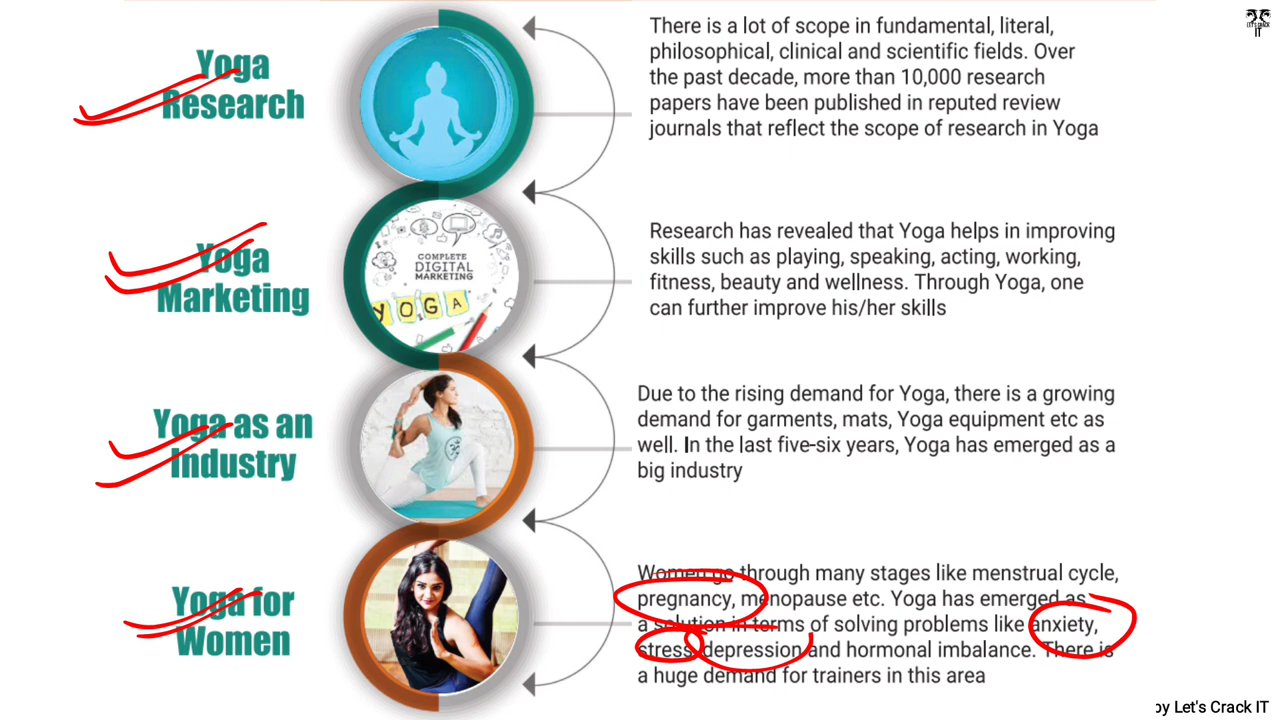 Yoga
Research
There is a lot of scope in fundamental, literal,
philosophical, clinical and scientific fields. Over
the past decade, more than 10,000 research
papers have been published in reputed review
journals that reflect the scope of research in Yoga
LET'S CRACK
IT
Yoga
Marketing
COMPLETE
DIGITAL
MARKETING
YOGA
Research has revealed that Yoga helps in improving
skills such as playing, speaking, acting, working,
fitness, beauty and wellness. Through Yoga, one
can further improve his/her skills
Yoga as an
Industry
Due to the rising demand for Yoga, there is a growing
demand for garments, mats, Yoga equipment etc as
well. In the last five-six years, Yoga has emerged as a
big industry
Yoga for
Women
Women go through many stages like menstrual cycle,
pregnancy, menopause etc. Yoga has emerged as
a solution in terms of solving problems like anxiety,
stress, depression and hormonal imbalance. There is
a huge demand for trainers in this area
by Let's Crack IT